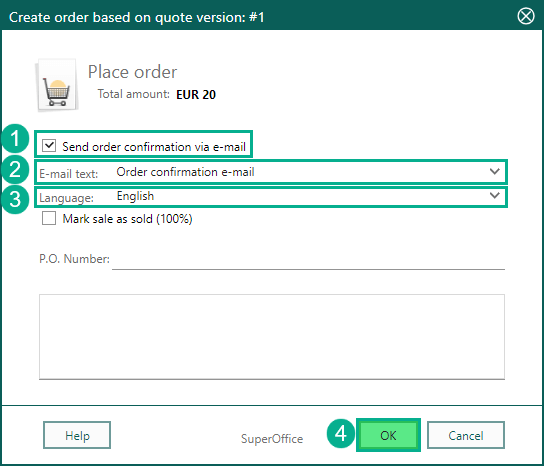 Create order based on quote version: #1
Place order
Total amount: EUR 20
1 Send order confirmation via e-mail
2 E-mail text: Order confirmation e-mail
3 Language: English
Mark sale as sold (100%)
P.O. Number:
Help SuperOffice 4 OK Cancel